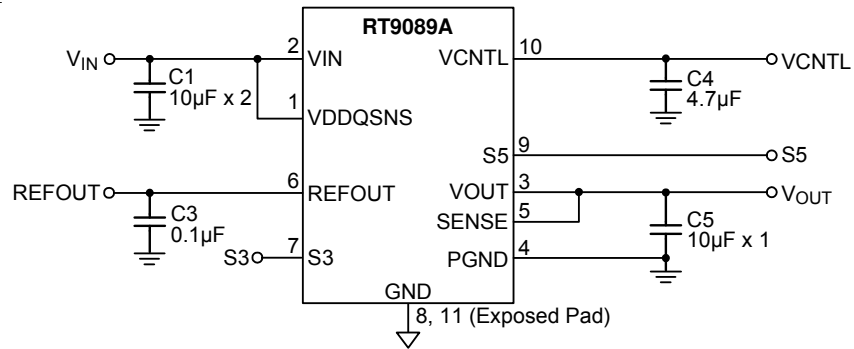 RT9089A
V_IN
2
VIN
VCNTL
10
VCNTL
C1
10µF x 2
C4
4.7µF
1
VDDQSNS
S5
9
S5
REFOUT
6
REFOUT
VOUT
3
V_OUT
C3
0.1µF
SENSE
5
C5
10µF x 1
S3
7
S3
PGND
4
GND
8, 11 (Exposed Pad)